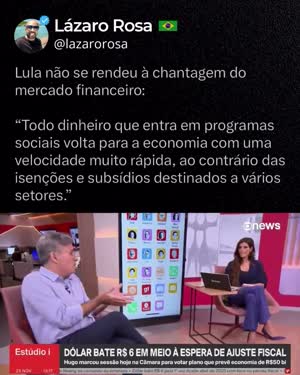 Lázaro Rosa
@lazarorosa
Lula não se rendeu à chantagem do
mercado financeiro:
“Todo dinheiro que entra em programas
sociais volta para a economia com uma
velocidade muito rápida, ao contrário das
isenções e subsídios destinados a vários
setores.”
news
Estúdio i
DÓLAR BATE R$ 6 EM MEIO À ESPERA DE AJUSTE FISCAL
Hugo marcou sessão hoje na Câmara para votar plano que prevê economia de R$50 bi